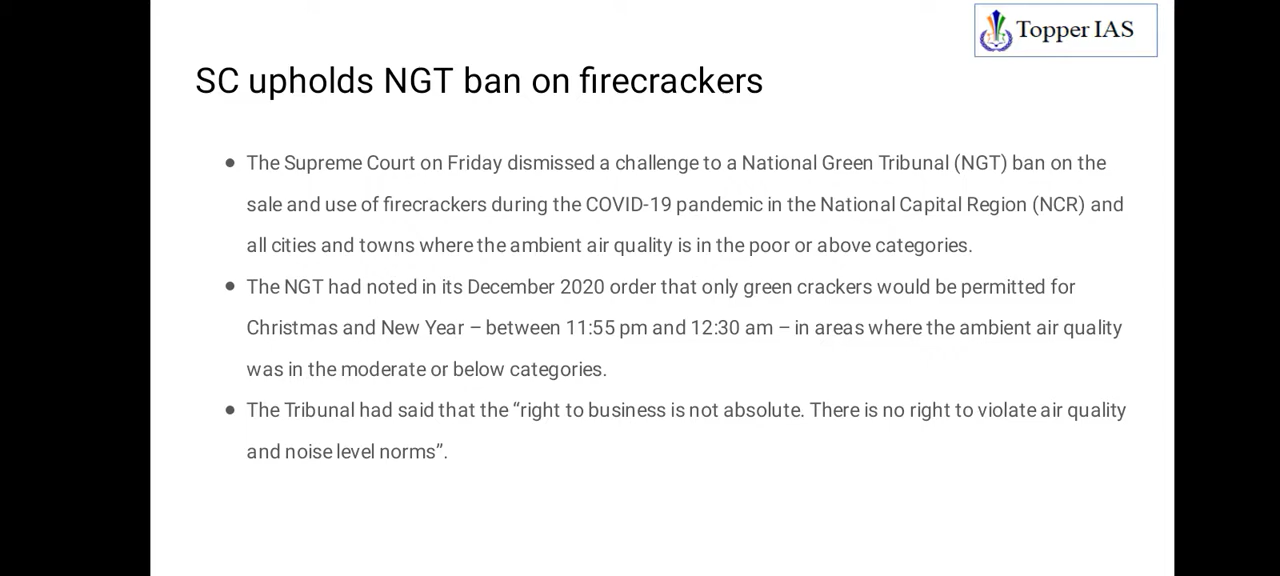 Topper IAS
SC upholds NGT ban on firecrackers
● The Supreme Court on Friday dismissed a challenge to a National Green Tribunal (NGT) ban on the
sale and use of firecrackers during the COVID-19 pandemic in the National Capital Region (NCR) and
all cities and towns where the ambient air quality is in the poor or above categories.
● The NGT had noted in its December 2020 order that only green crackers would be permitted for
Christmas and New Year – between 11:55 pm and 12:30 am – in areas where the ambient air quality
was in the moderate or below categories.
● The Tribunal had said that the “right to business is not absolute. There is no right to violate air quality
and noise level norms”.